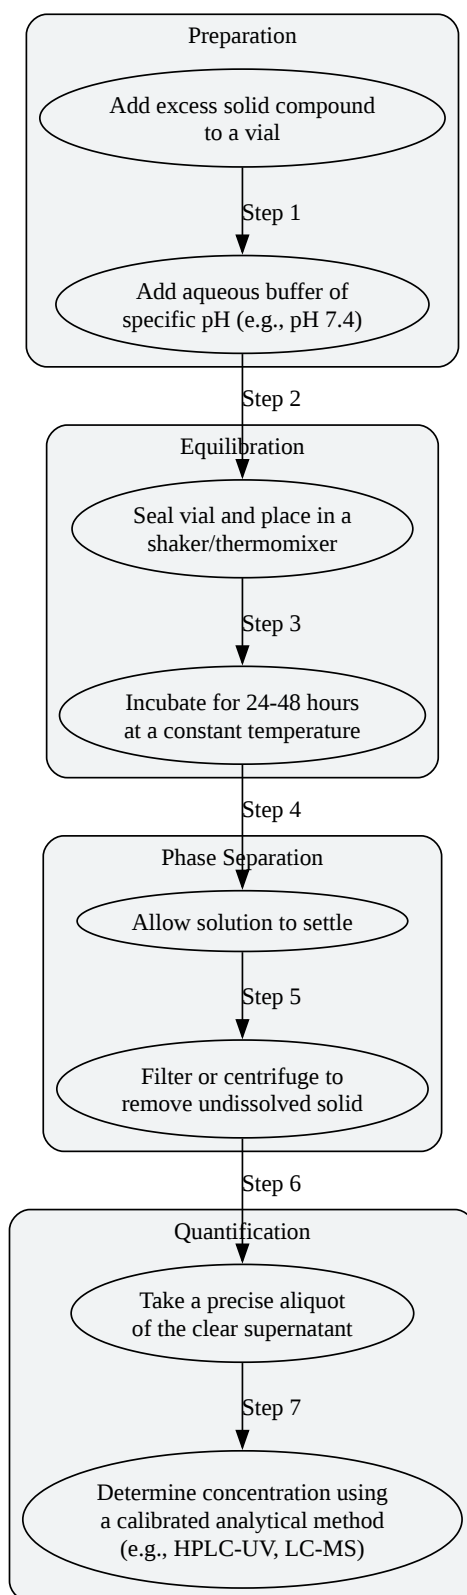 Preparation
Add excess solid compound
to a vial
Step 1
Add aqueous buffer of
specific pH (e.g., pH 7.4)
Step 2
Equilibration
Seal vial and place in a
shaker/thermomixer
Step 3
Incubate for 24-48 hours
at a constant temperature
Step 4
Phase Separation
Allow solution to settle
Step 5
Filter or centrifuge to
remove undissolved solid
Step 6
Quantification
Take a precise aliquot
of the clear supernatant
Step 7
Determine concentration using
a calibrated analytical method
(e.g., HPLC-UV, LC-MS)